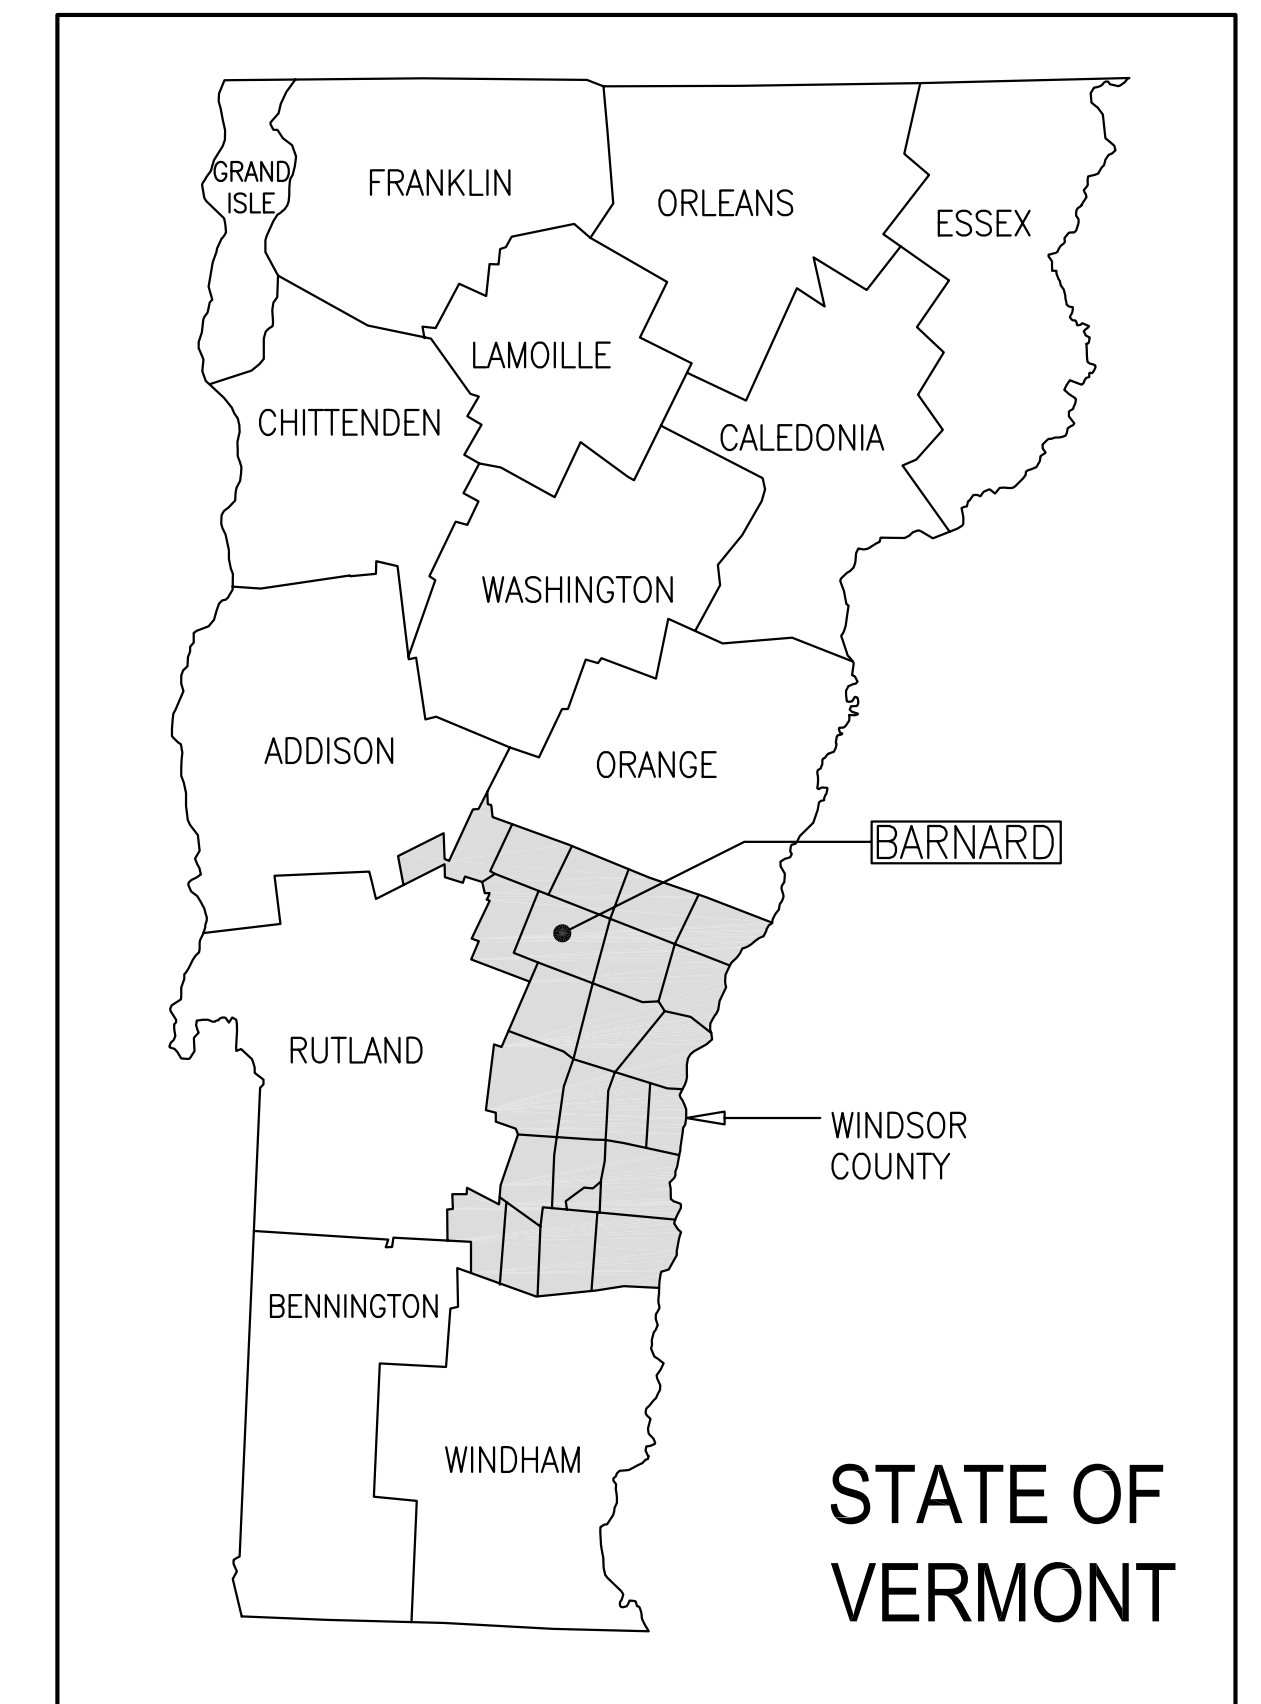 GRAND
ISLE
FRANKLIN
ORLEANS
ESSEX
LAMOILLE
CHITTENDEN
CALEDONIA
WASHINGTON
ADDISON
ORANGE
BARNARD
RUTLAND
WINDSOR
COUNTY
BENNINGTON
WINDHAM
STATE OF
VERMONT